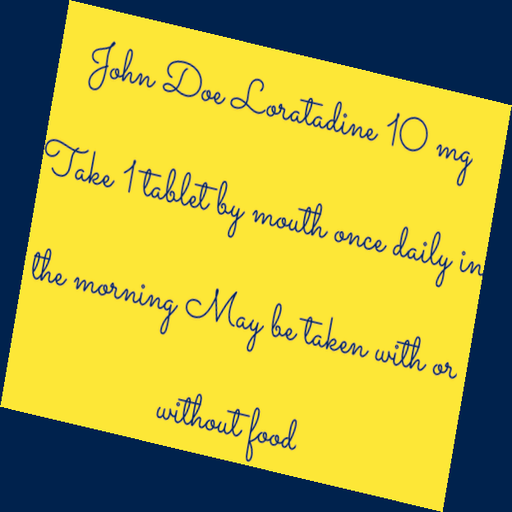 John Doe Loratadine 10 mg
Take 1 tablet by mouth once daily in
the morning May be taken with or
without food